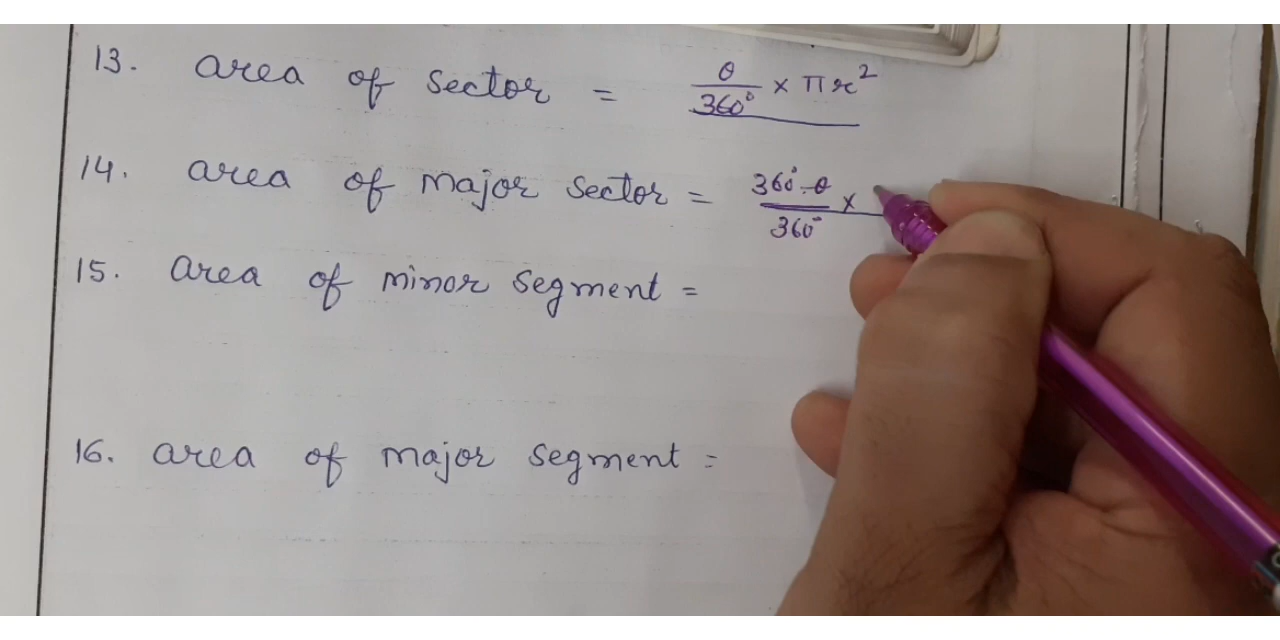 13. area of sector = θ/360° × πr²
14. area of major sector = 360°-θ/360° ×
15. area of minor segment =
16. area of major segment =